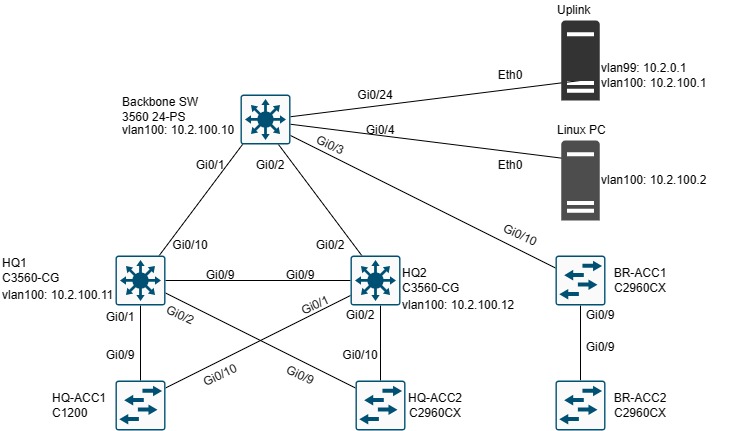 Uplink
vlan99: 10.2.0.1
vlan100: 10.2.100.1
Eth0
Gi0/24
Backbone SW
3560 24-PS
vlan100: 10.2.100.10
Gi0/4
Linux PC
Eth0
vlan100: 10.2.100.2
Gi0/3
Gi0/1
Gi0/2
Gi0/10
Gi0/10
Gi0/2
HQ1
C3560-CG
vlan100: 10.2.100.11
Gi0/9
Gi0/9
HQ2
C3560-CG
vlan100: 10.2.100.12
BR-ACC1
C2960CX
Gi0/1
Gi0/2
Gi0/1
Gi0/2
Gi0/9
Gi0/9
Gi0/10
Gi0/9
Gi0/10
Gi0/9
HQ-ACC1
C1200
HQ-ACC2
C2960CX
BR-ACC2
C2960CX